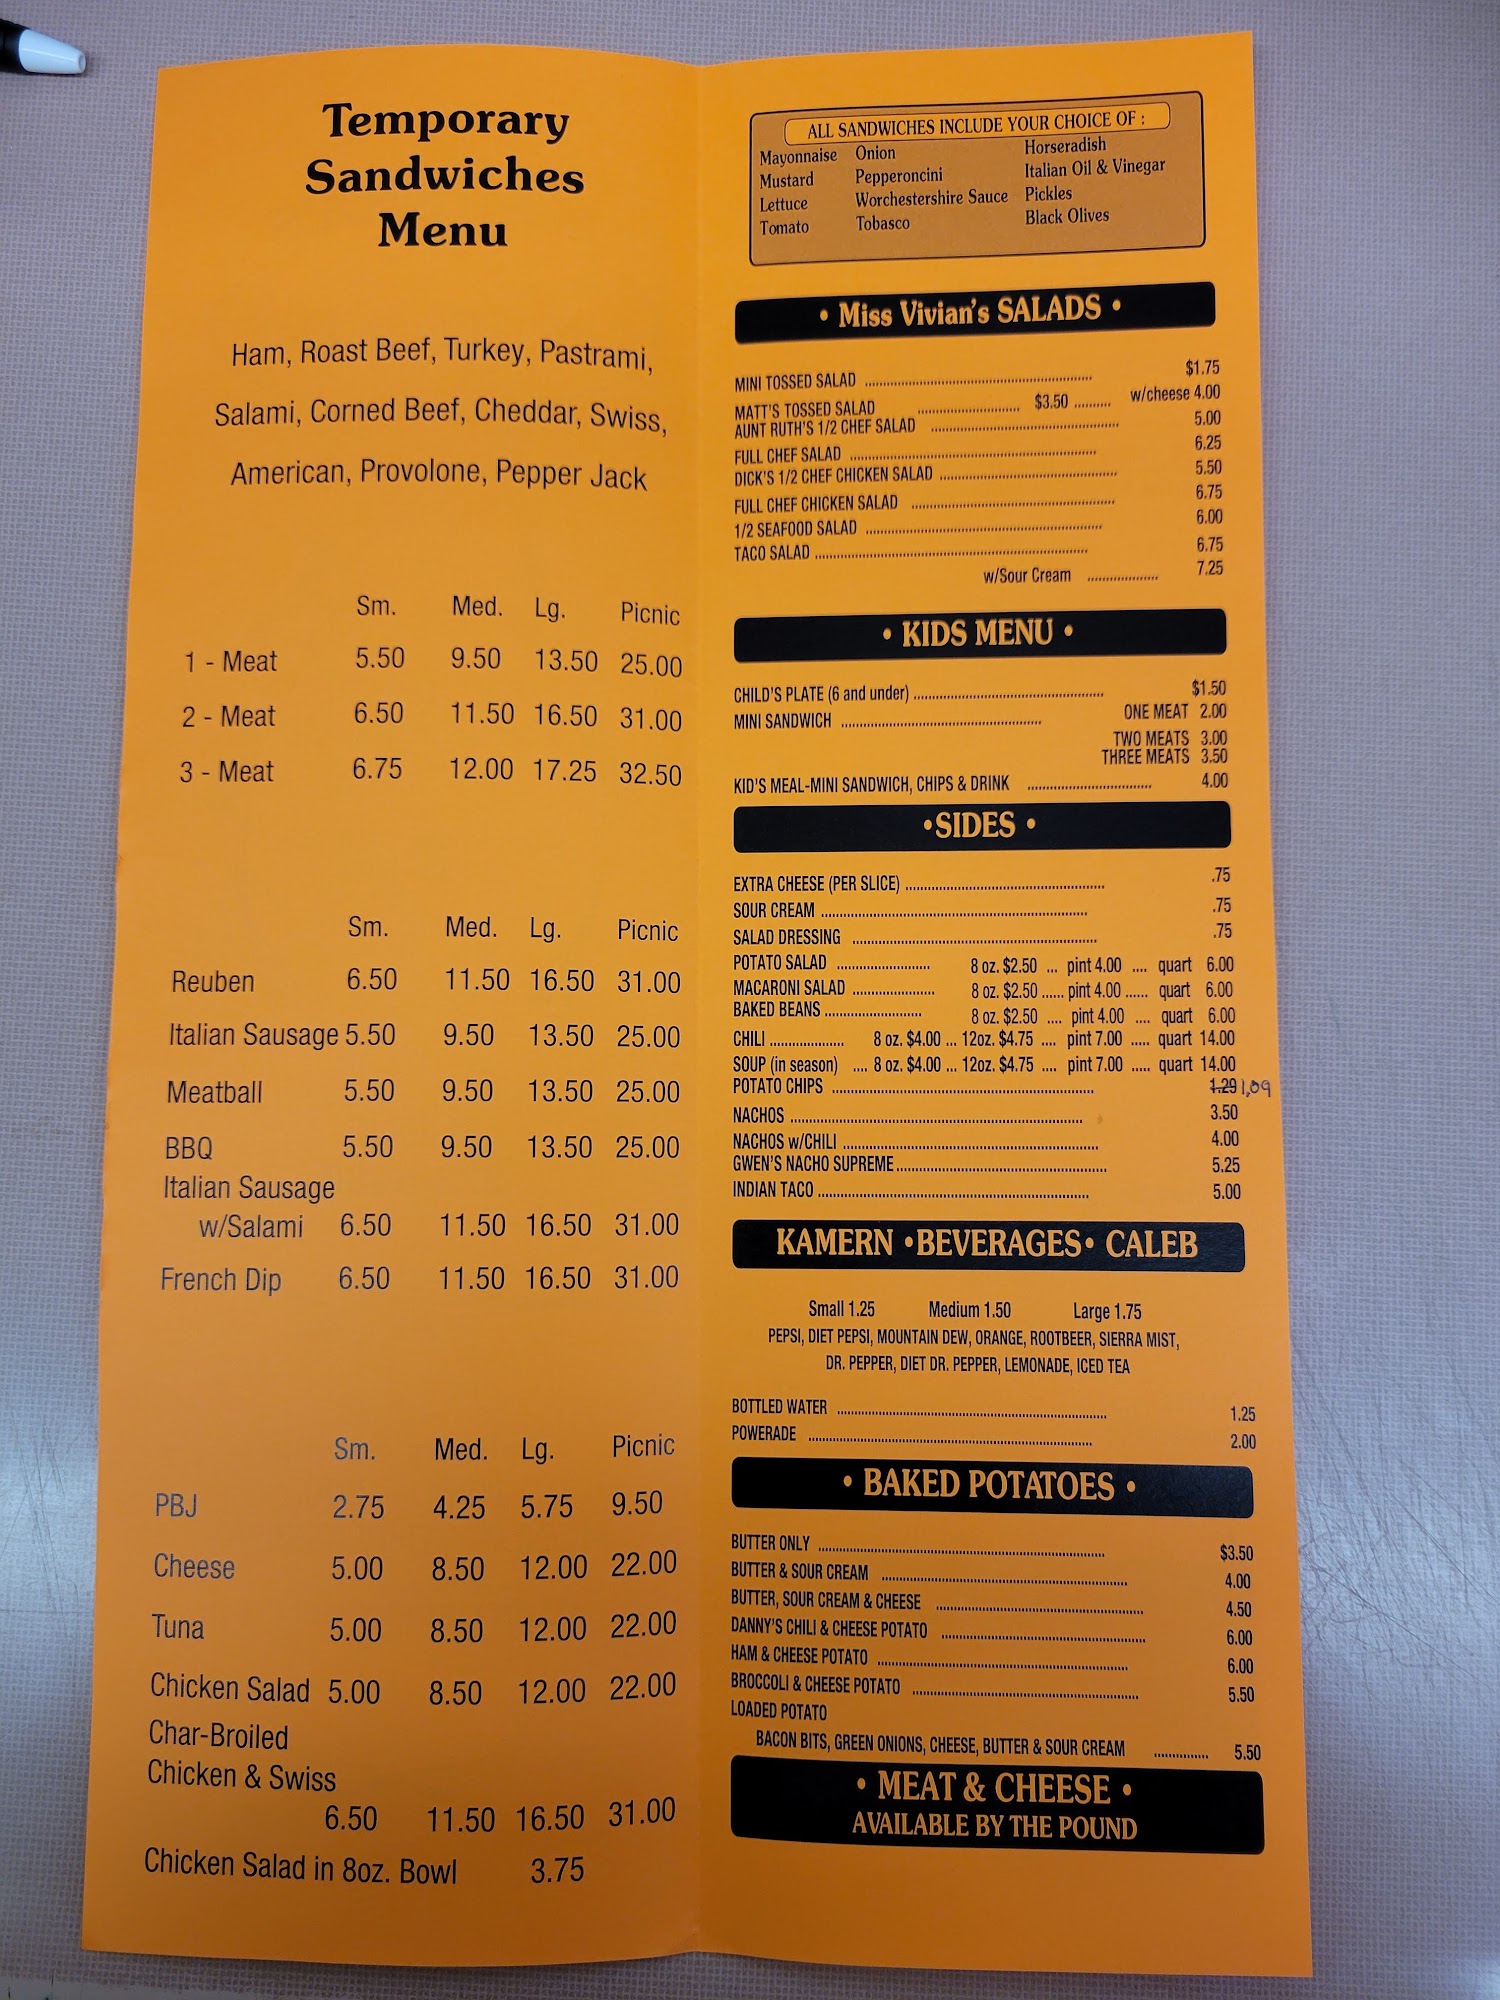 Temporary
Sandwiches
Menu
Ham, Roast Beef, Turkey, Pastrami,
Salami, Corned Beef, Cheddar, Swiss,
American, Provolone, Pepper Jack
Sm. Med. Lg. Picnic
1 - Meat 5.50 9.50 13.50 25.00
2 - Meat 6.50 11.50 16.50 31.00
3 - Meat 6.75 12.00 17.25 32.50
Sm. Med. Lg. Picnic
Reuben 6.50 11.50 16.50 31.00
Italian Sausage 5.50 9.50 13.50 25.00
Meatball 5.50 9.50 13.50 25.00
BBQ 5.50 9.50 13.50 25.00
Italian Sausage
w/Salami 6.50 11.50 16.50 31.00
French Dip 6.50 11.50 16.50 31.00
Sm. Med. Lg. Picnic
PBJ 2.75 4.25 5.75 9.50
Cheese 5.00 8.50 12.00 22.00
Tuna 5.00 8.50 12.00 22.00
Chicken Salad 5.00 8.50 12.00 22.00
Char-Broiled
Chicken & Swiss
6.50 11.50 16.50 31.00
Chicken Salad in 8oz. Bowl 3.75
ALL SANDWICHES INCLUDE YOUR CHOICE OF :
Mayonnaise Onion Horseradish
Mustard Pepperoncini Italian Oil & Vinegar
Lettuce Worchestershire Sauce Pickles
Tomato Tobasco Black Olives
• Miss Vivian's SALADS •
MINI TOSSED SALAD ........ $1.75
MATT'S TOSSED SALAD ........ $3.50 ........ w/cheese 4.00
AUNT RUTH'S 1/2 CHEF SALAD ........ 5.00
FULL CHEF SALAD ........ 6.25
DICK'S 1/2 CHEF CHICKEN SALAD ........ 5.50
FULL CHEF CHICKEN SALAD ........ 6.75
1/2 SEAFOOD SALAD ........ 6.00
TACO SALAD ........ 6.75
w/Sour Cream ........ 7.25
• KIDS MENU •
CHILD'S PLATE (6 and under) ........ $1.50
MINI SANDWICH ........ ONE MEAT 2.00
TWO MEATS 3.00
THREE MEATS 3.50
KID'S MEAL-MINI SANDWICH, CHIPS & DRINK ........ 4.00
•SIDES •
EXTRA CHEESE (PER SLICE) ........ .75
SOUR CREAM ........ .75
SALAD DRESSING ........ .75
POTATO SALAD ........ 8 oz. $2.50 ... pint 4.00 .... quart 6.00
MACARONI SALAD ........ 8 oz. $2.50 ...... pint 4.00 ...... quart 6.00
BAKED BEANS ........ 8 oz. $2.50 .... pint 4.00 .... quart 6.00
CHILI ........ 8 oz. $4.00 ... 12oz. $4.75 .... pint 7.00 ..... quart 14.00
SOUP (in season) .... 8 oz. $4.00 ... 12oz. $4.75 .... pint 7.00 ..... quart 14.00
POTATO CHIPS ........ 1.29 1,09
NACHOS ........ 3.50
NACHOS w/CHILI ........ 4.00
GWEN'S NACHO SUPREME ........ 5.25
INDIAN TACO ........ 5.00
KAMERN •BEVERAGES• CALEB
Small 1.25 Medium 1.50 Large 1.75
PEPSI, DIET PEPSI, MOUNTAIN DEW, ORANGE, ROOTBEER, SIERRA MIST,
DR. PEPPER, DIET DR. PEPPER, LEMONADE, ICED TEA
BOTTLED WATER ........ 1.25
POWERADE ........ 2.00
• BAKED POTATOES •
BUTTER ONLY ........ $3.50
BUTTER & SOUR CREAM ........ 4.00
BUTTER, SOUR CREAM & CHEESE ........ 4.50
DANNY'S CHILI & CHEESE POTATO ........ 6.00
HAM & CHEESE POTATO ........ 6.00
BROCCOLI & CHEESE POTATO ........ 5.50
LOADED POTATO
BACON BITS, GREEN ONIONS, CHEESE, BUTTER & SOUR CREAM ........ 5.50
• MEAT & CHEESE •
AVAILABLE BY THE POUND